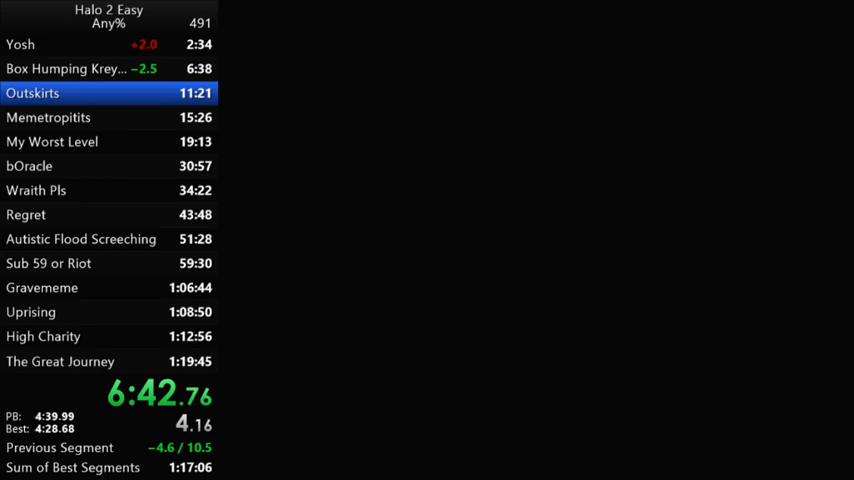 Halo 2 Easy
Any% 491
Yosh +2.0 2:34
Box Humping Krey... −2.5 6:38
Outskirts 11:21
Memetropitits 15:26
My Worst Level 19:13
bOracle 30:57
Wraith Pls 34:22
Regret 43:48
Autistic Flood Screeching 51:28
Sub 59 or Riot 59:30
Gravememe 1:06:44
Uprising 1:08:50
High Charity 1:12:56
The Great Journey 1:19:45
6:42.76
PB: 4:39.99
Best: 4:28.68 4.16
Previous Segment −4.6 / 10.5
Sum of Best Segments 1:17:06